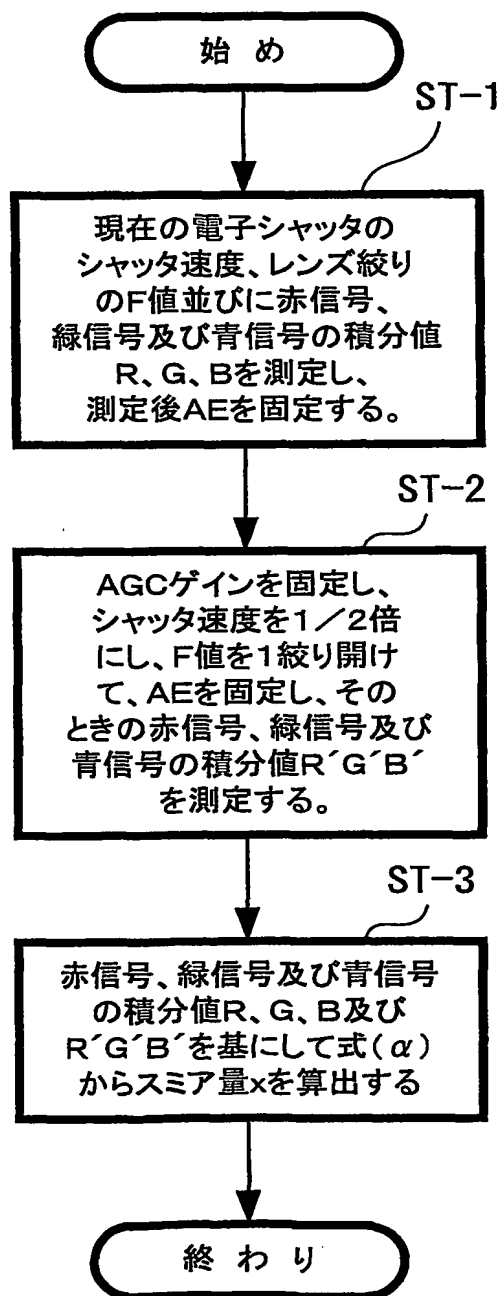 始め
ST-1
現在の電子シャッタの
シャッタ速度、レンズ絞り
のF値並びに赤信号、
緑信号及び青信号の積分値
R、G、Bを測定し、
測定後AEを固定する。
ST-2
AGCゲインを固定し、
シャッタ速度を1/2倍
にし、F値を1絞り開け
て、AEを固定し、その
ときの赤信号、緑信号及び
青信号の積分値R´G´B´
を測定する。
ST-3
赤信号、緑信号及び青信号
の積分値R、G、B及び
R´G´B´を基にして式(α)
からスミア量xを算出する
終わり